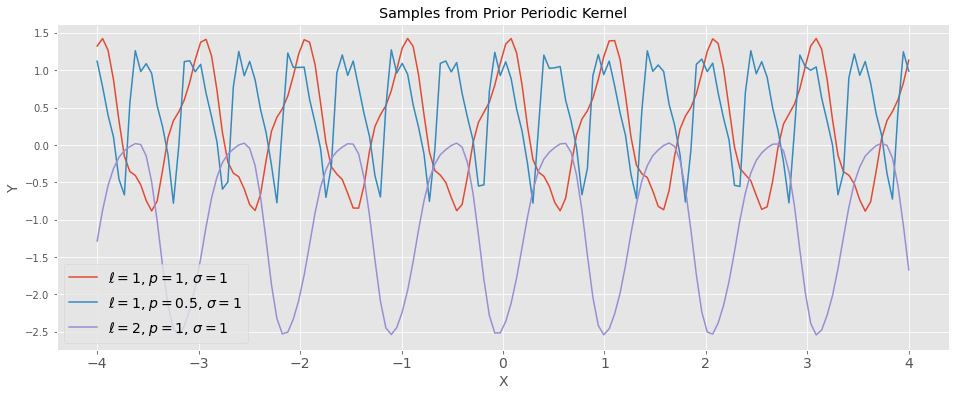 Samples from Prior Periodic Kernel
1.5
1.0
0.5
0.0
−0.5
−1.0
−1.5
−2.0
−2.5
Y
ℓ = 1, p = 1, σ = 1
ℓ = 1, p = 0.5, σ = 1
ℓ = 2, p = 1, σ = 1
−4 −3 −2 −1 0 1 2 3 4
X